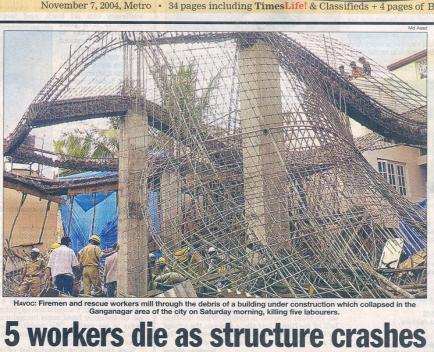 November 7, 2004, Metro • 34 pages including TimesLife! & Classifieds + 4 pages of B
Md Asad
HAVOC: Firemen and rescue workers mill through the debris of a building under construction which collapsed in the
Ganganagar area of the city on Saturday morning, killing five labourers.
5 workers die as structure crashes